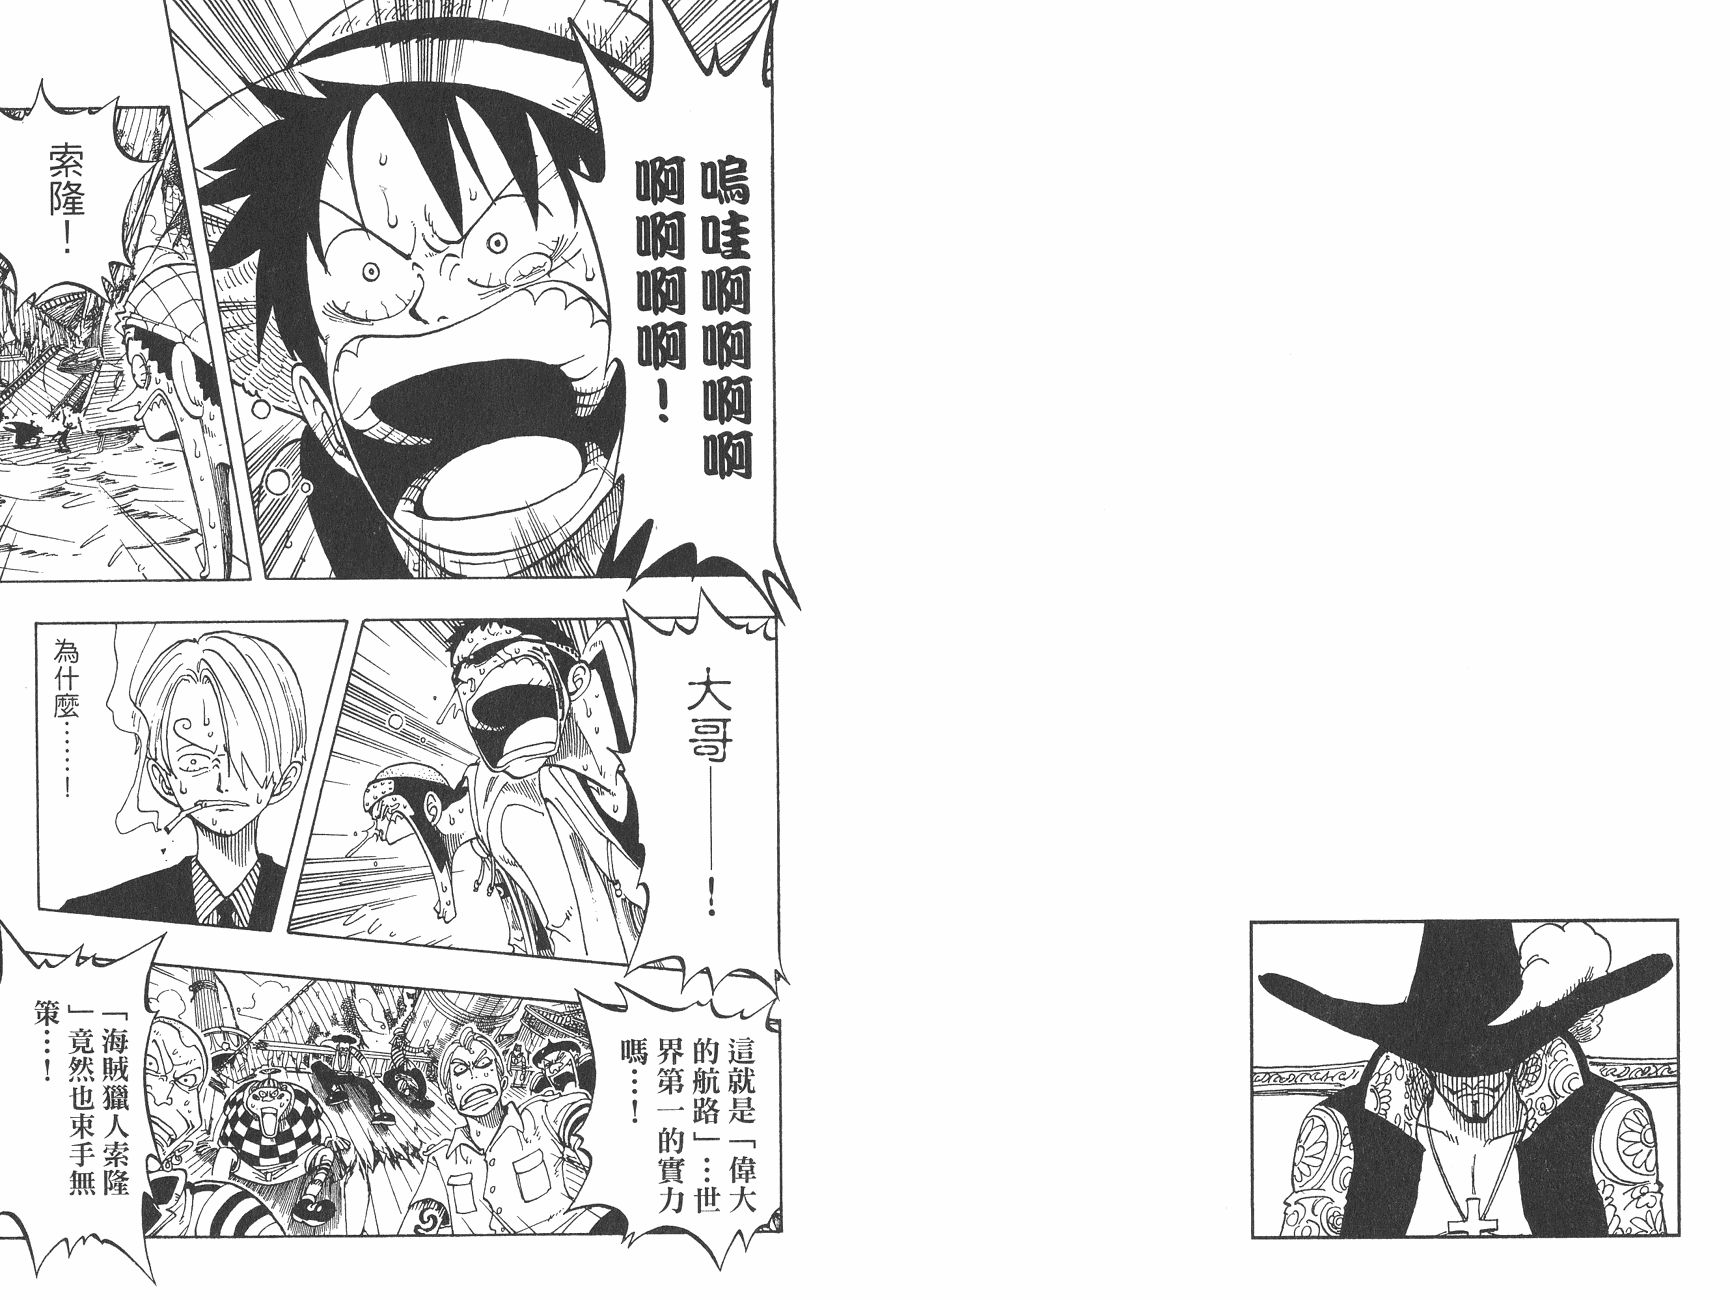 嗚哇啊啊啊啊
啊啊啊啊！
索隆！
大哥——！
為什麼……！
這就是「偉大
的航路」…世
界第一的實力
嗎…！
「海賊獵人索隆
」竟然也束手無
策…！